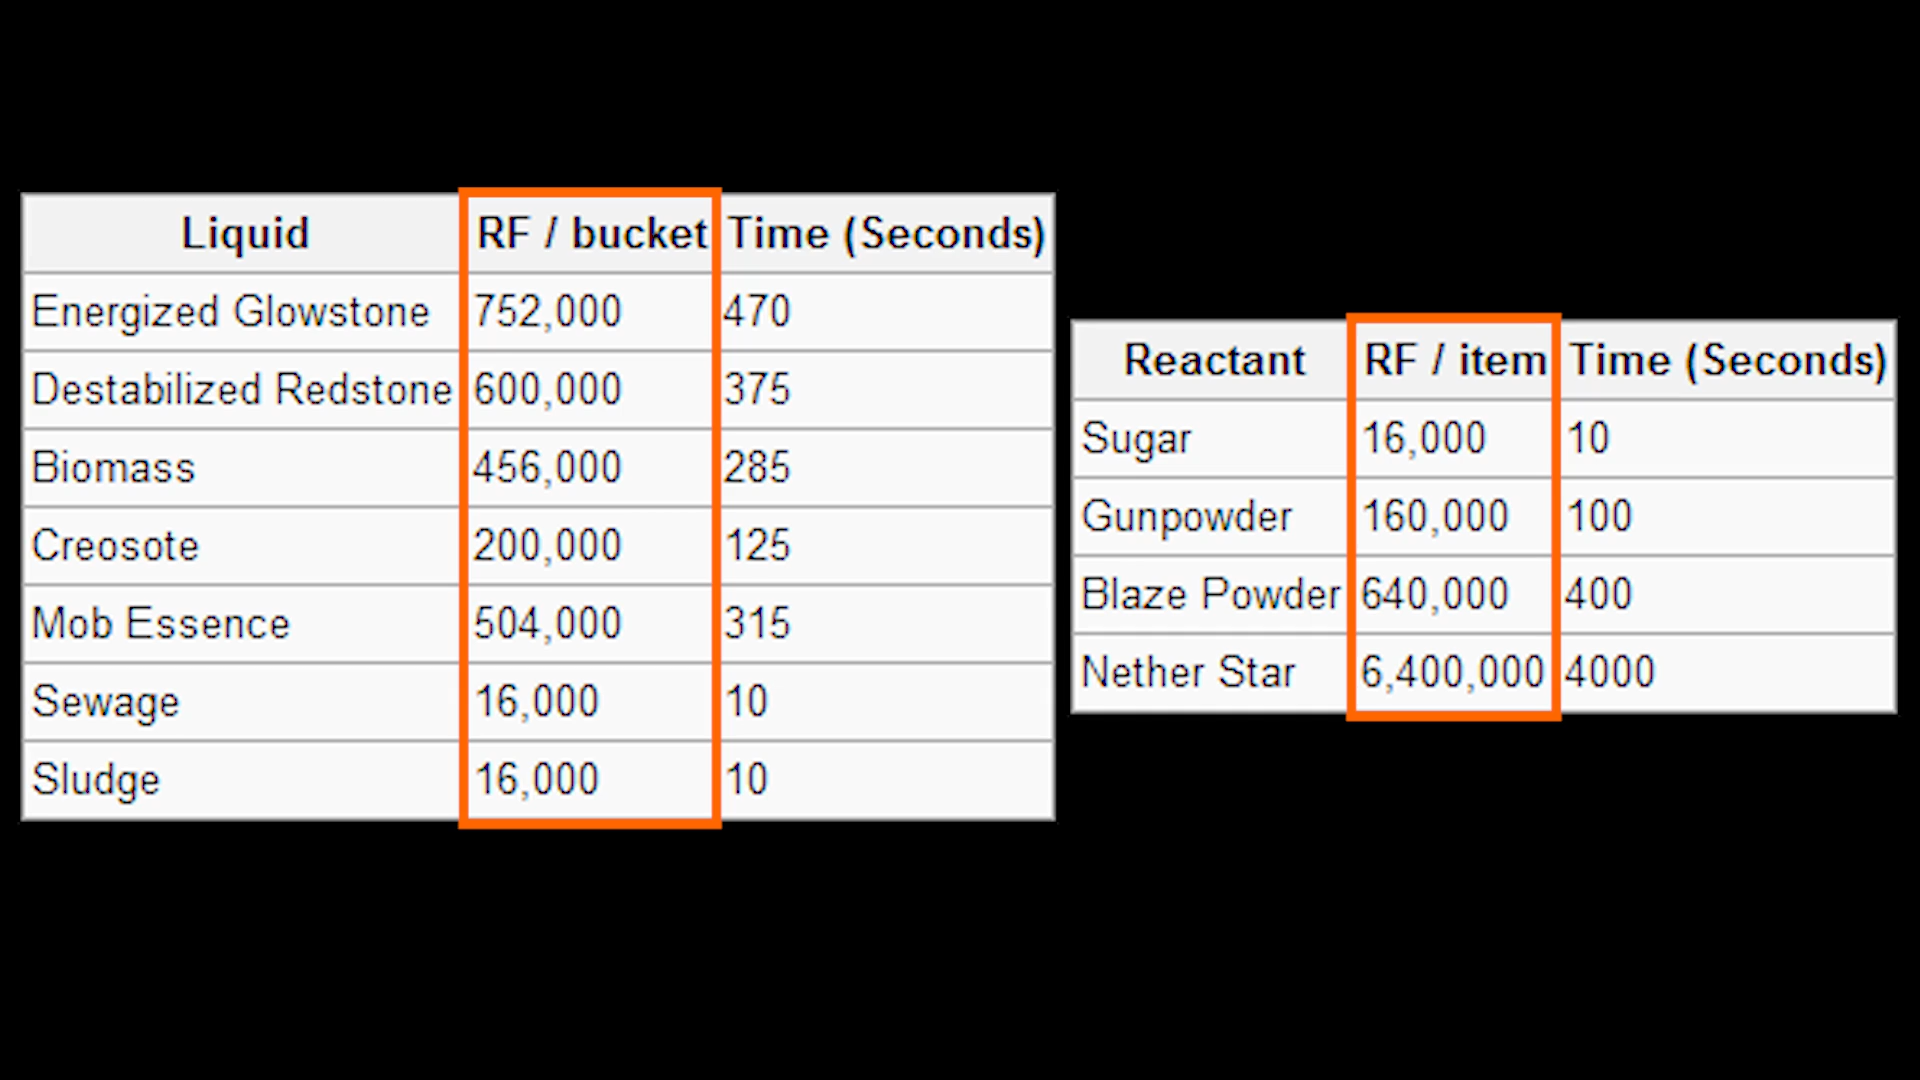 Liquid RF / bucket Time (Seconds)
Energized Glowstone 752,000 470
Destabilized Redstone 600,000 375
Biomass 456,000 285
Creosote 200,000 125
Mob Essence 504,000 315
Sewage 16,000 10
Sludge 16,000 10
Reactant RF / item Time (Seconds)
Sugar 16,000 10
Gunpowder 160,000 100
Blaze Powder 640,000 400
Nether Star 6,400,000 4000